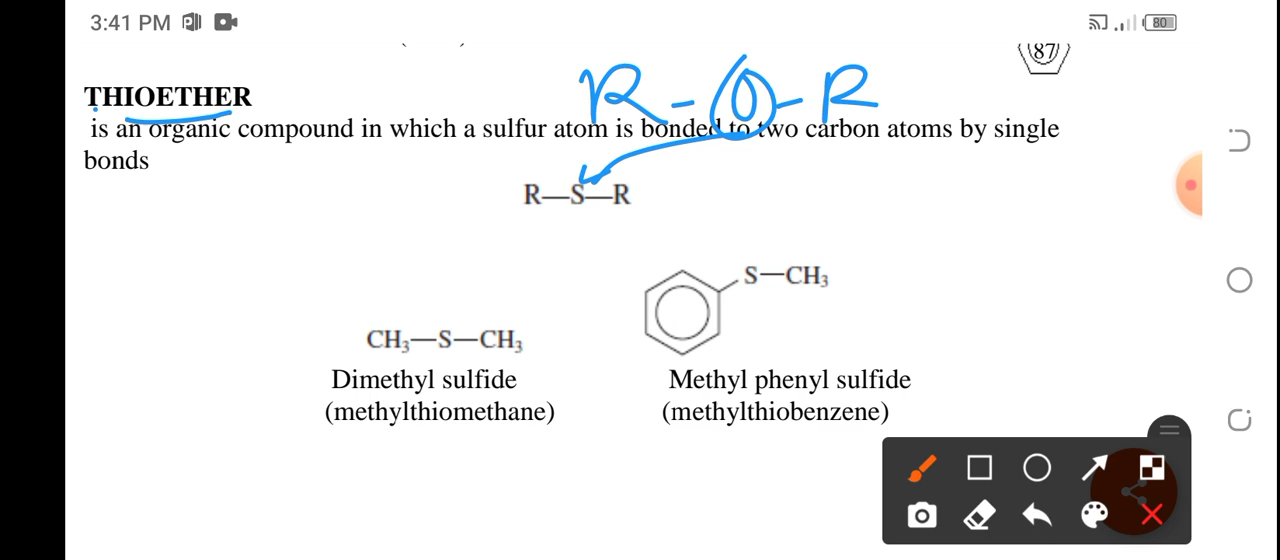 3:41 PM
80
(87)
R-O-R
THIOETHER
is an organic compound in which a sulfur atom is bonded to two carbon atoms by single
bonds
R—S—R
S—CH₃
CH₃—S—CH₃
Dimethyl sulfide Methyl phenyl sulfide
(methylthiomethane) (methylthiobenzene)